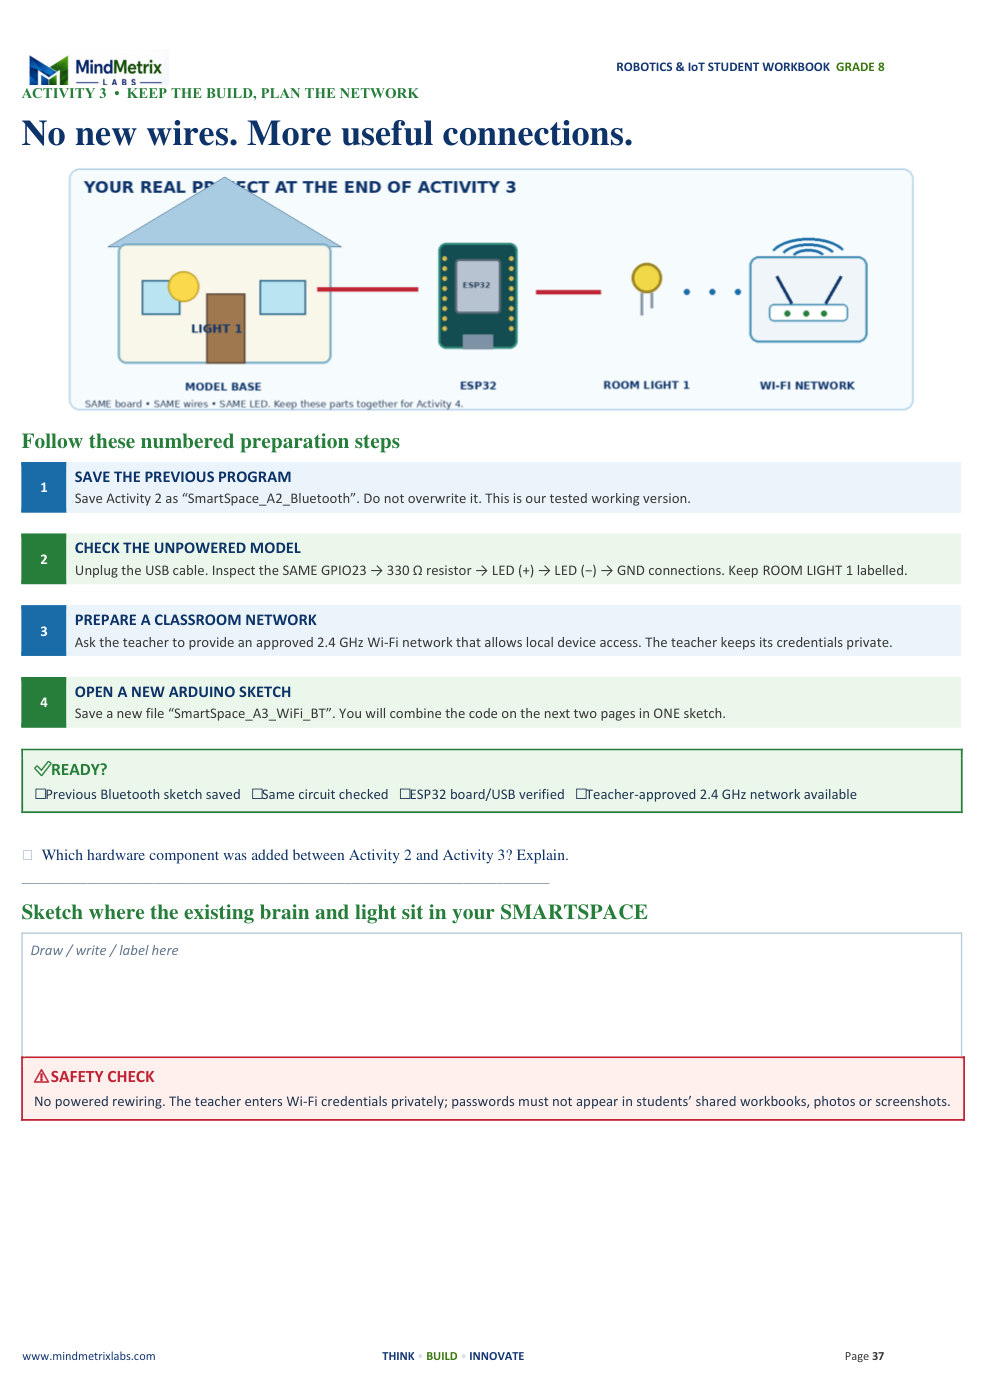 MindMetrix
LABS
ROBOTICS & IoT STUDENT WORKBOOK GRADE 8
ACTIVITY 3 • KEEP THE BUILD, PLAN THE NETWORK
No new wires. More useful connections.
YOUR REAL PR ECT AT THE END OF ACTIVITY 3
ESP32
LIGHT 1
MODEL BASE
ESP32
ROOM LIGHT 1
WI-FI NETWORK
SAME board • SAME wires • SAME LED. Keep these parts together for Activity 4.
Follow these numbered preparation steps
1
SAVE THE PREVIOUS PROGRAM
Save Activity 2 as “SmartSpace_A2_Bluetooth”. Do not overwrite it. This is our tested working version.
2
CHECK THE UNPOWERED MODEL
Unplug the USB cable. Inspect the SAME GPIO23 → 330 Ω resistor → LED (+) → LED (−) → GND connections. Keep ROOM LIGHT 1 labelled.
3
PREPARE A CLASSROOM NETWORK
Ask the teacher to provide an approved 2.4 GHz Wi-Fi network that allows local device access. The teacher keeps its credentials private.
4
OPEN A NEW ARDUINO SKETCH
Save a new file “SmartSpace_A3_WiFi_BT”. You will combine the code on the next two pages in ONE sketch.
READY?
☐Previous Bluetooth sketch saved ☐Same circuit checked ☐ESP32 board/USB verified ☐Teacher-approved 2.4 GHz network available
☐ Which hardware component was added between Activity 2 and Activity 3? Explain.
Sketch where the existing brain and light sit in your SMARTSPACE
Draw / write / label here
⚠SAFETY CHECK
No powered rewiring. The teacher enters Wi-Fi credentials privately; passwords must not appear in students’ shared workbooks, photos or screenshots.
www.mindmetrixlabs.com
THINK • BUILD • INNOVATE
Page 37